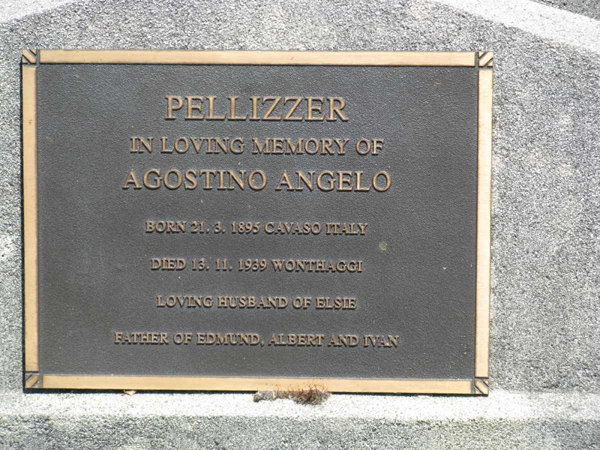 PELLIZZER
IN LOVING MEMORY OF
AGOSTINO ANGELO
BORN 21. 3. 1895 CAVASO ITALY
DIED 13. 11. 1939 WONTHAGGI
LOVING HUSBAND OF ELSIE
FATHER OF EDMUND, ALBERT AND IVAN